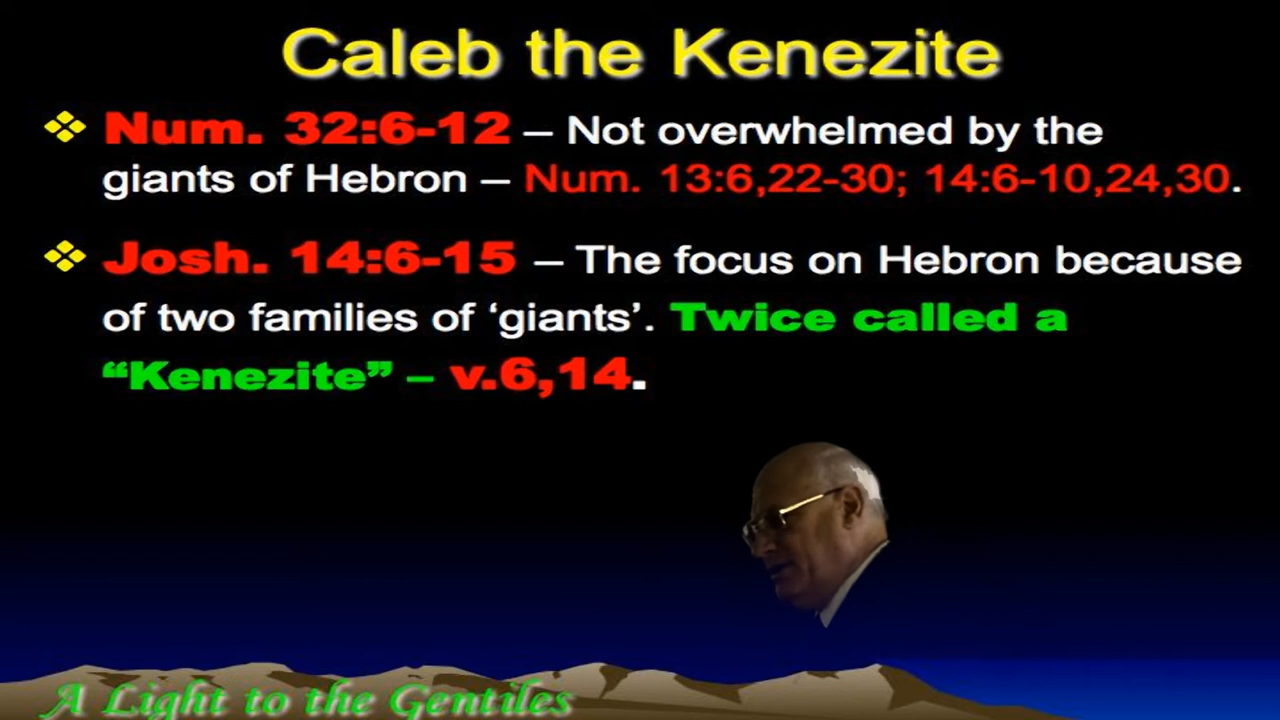 Caleb the Kenezite
Num. 32:6-12 – Not overwhelmed by the
giants of Hebron – Num. 13:6,22-30; 14:6-10,24,30.
Josh. 14:6-15 – The focus on Hebron because
of two families of ‘giants’. Twice called a
“Kenezite” – v.6,14.
A Light to the Gentiles